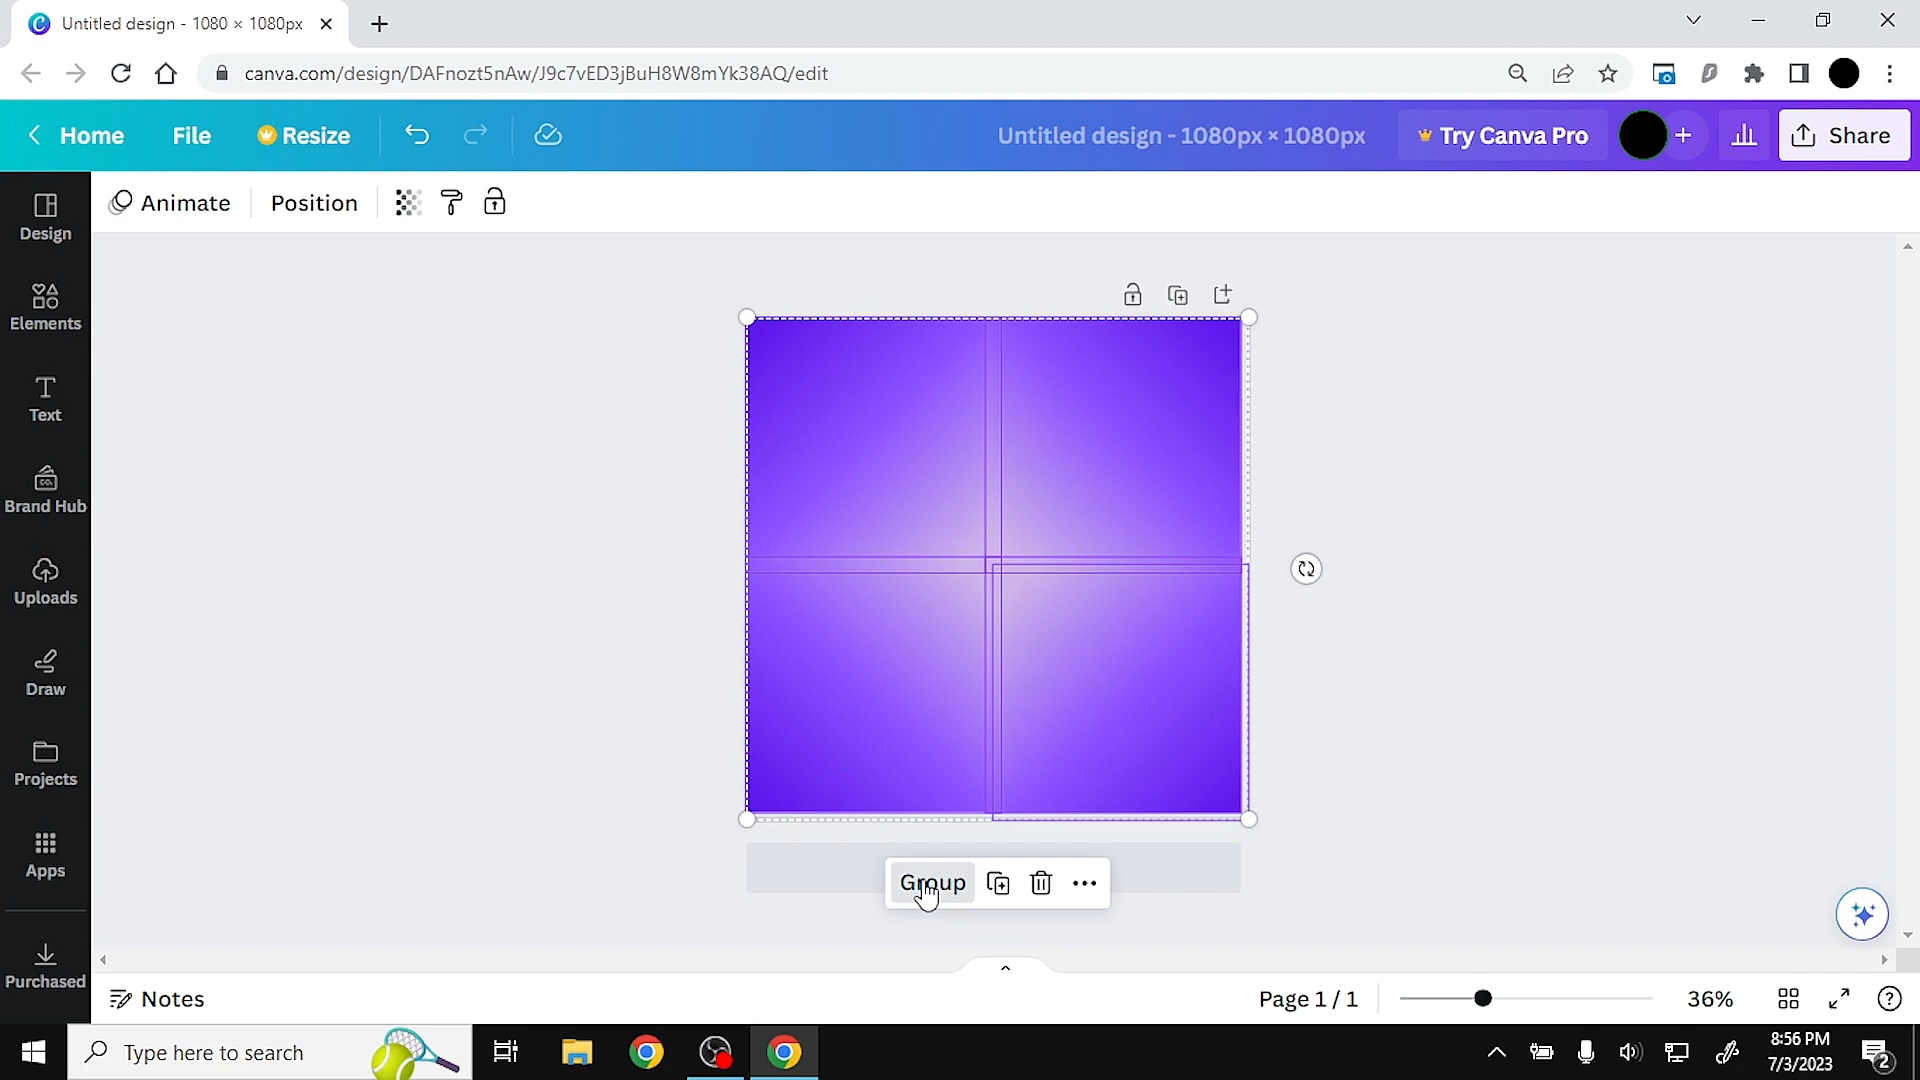 Untitled design - 1080 × 1080px
canva.com/design/DAFnozt5nAw/J9c7vED3jBuH8W8mYk38AQ/edit
Home File Resize Untitled design - 1080px × 1080px Try Canva Pro Share
Animate Position
Design
Elements
Text
Brand Hub
Uploads
Draw
Projects
Apps
Purchased
Group
Notes Page 1 / 1 36%
Type here to search
8:56 PM
7/3/2023
2